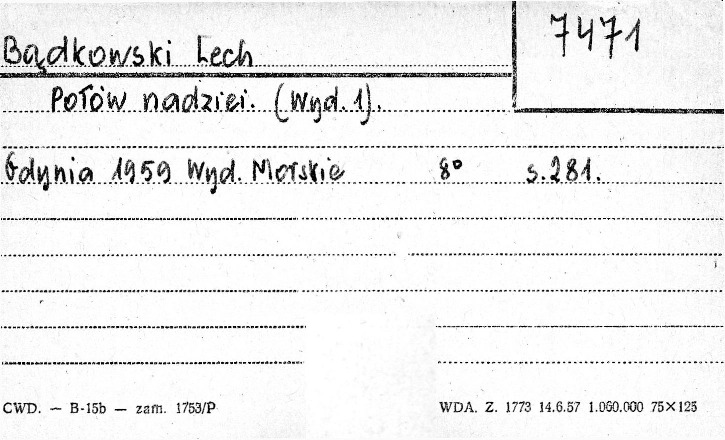 7471
Bądkowski Lech
Połów nadziei. (Wyd. 1).
Gdynia 1959 Wyd. Morskie 8° s. 281.
CWD. — B-15b — zam. 1753/P
WDA. Z. 1773 14.6.57 1.060.000 75×125